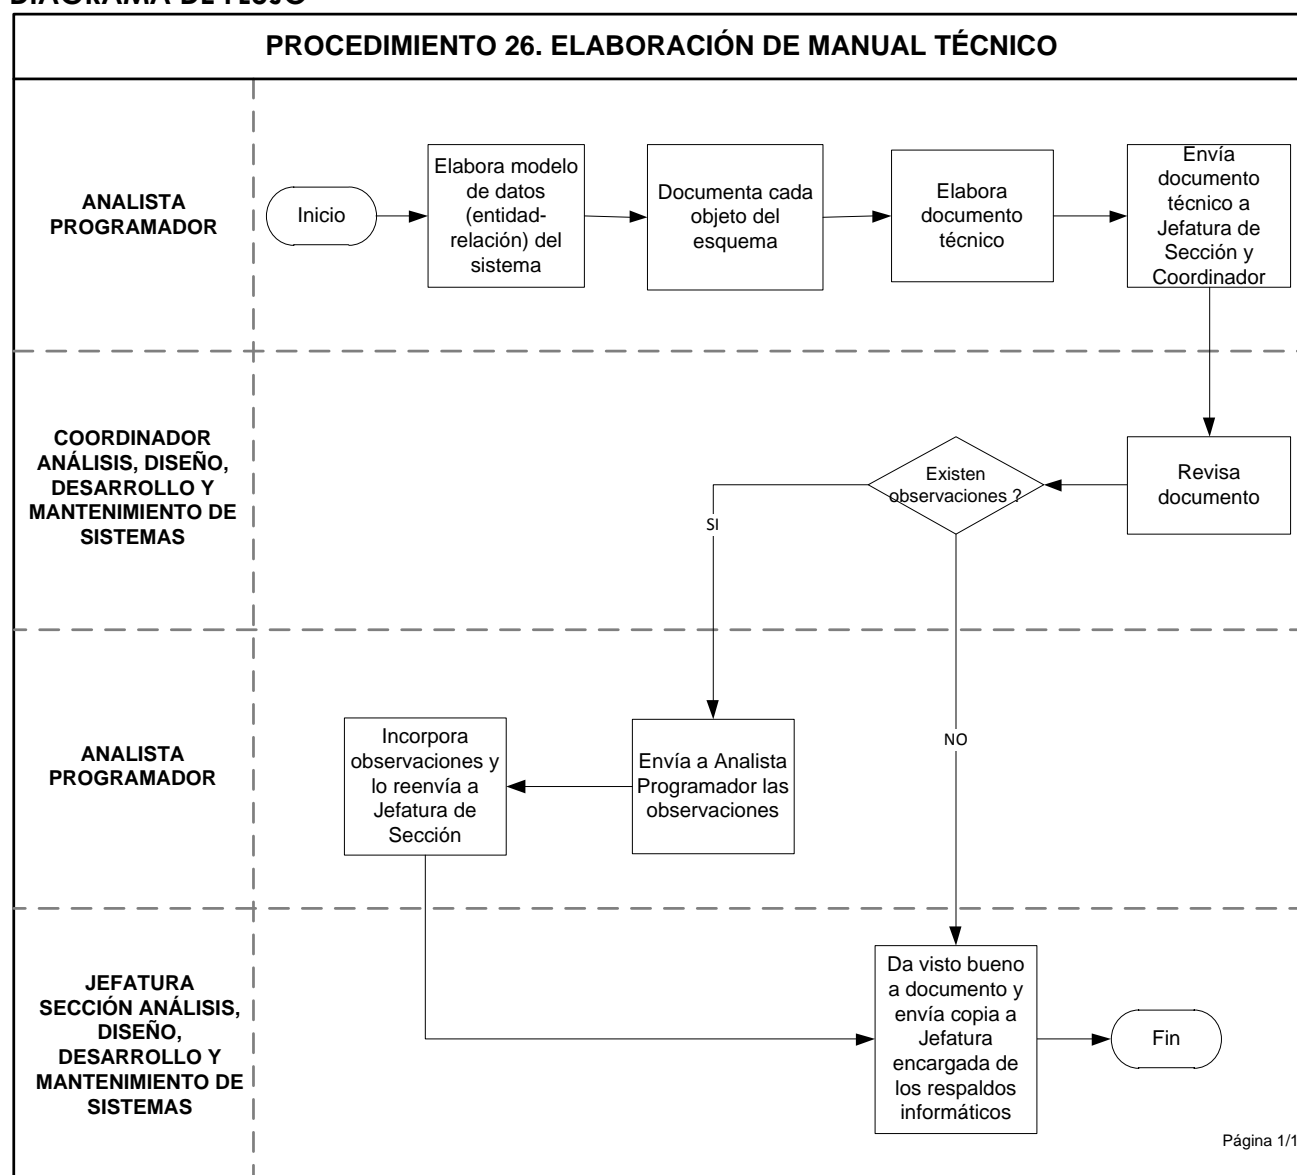 DIAGRAMA DE FLUJO
PROCEDIMIENTO 26. ELABORACIÓN DE MANUAL TÉCNICO
ANALISTA
PROGRAMADOR
Inicio
Elabora modelo
de datos
(entidad-
relación) del
sistema
Documenta cada
objeto del
esquema
Elabora
documento
técnico
Envía
documento
técnico a
Jefatura de
Sección y
Coordinador
COORDINADOR
ANÁLISIS, DISEÑO,
DESARROLLO Y
MANTENIMIENTO DE
SISTEMAS
Existen
observaciones ?
Revisa
documento
SI
NO
ANALISTA
PROGRAMADOR
Incorpora
observaciones y
lo reenvía a
Jefatura de
Sección
Envía a Analista
Programador las
observaciones
JEFATURA
SECCIÓN ANÁLISIS,
DISEÑO,
DESARROLLO Y
MANTENIMIENTO DE
SISTEMAS
Da visto bueno
a documento y
envía copia a
Jefatura
encargada de
los respaldos
informáticos
Fin
Página 1/1